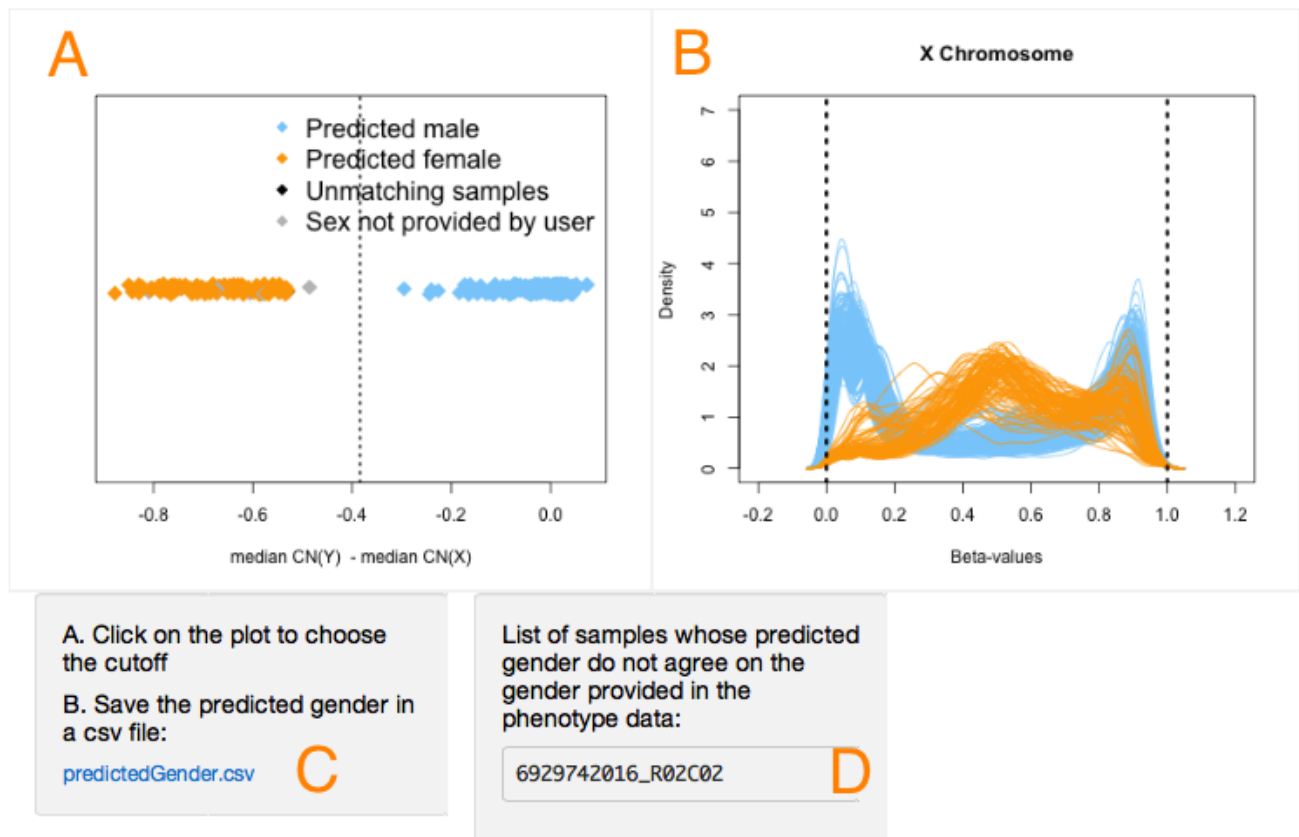 A
Predicted male
Predicted female
Unmatching samples
Sex not provided by user
-0.8 -0.6 -0.4 -0.2 0.0
median CN(Y) - median CN(X)
B
X Chromosome
Density
7
6
5
4
3
2
1
0
-0.2 0.0 0.2 0.4 0.6 0.8 1.0 1.2
Beta-values
A. Click on the plot to choose
the cutoff
B. Save the predicted gender in
a csv file:
predictedGender.csv
C
List of samples whose predicted
gender do not agree on the
gender provided in the
phenotype data:
6929742016_R02C02
D